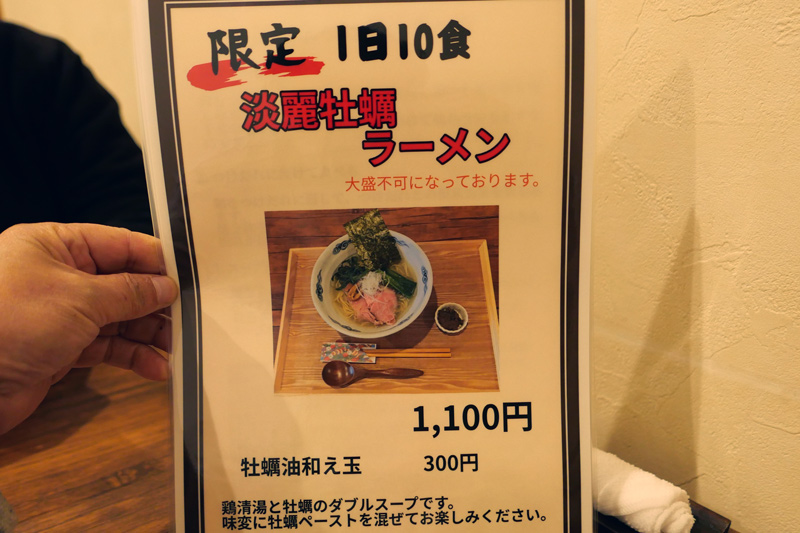 限定 1日10食
淡麗牡蠣
ラーメン
大盛不可になっております。
1,100円
牡蠣油和え玉 300円
鶏清湯と牡蠣のダブルスープです。
味変に牡蠣ペーストを混ぜてお楽しみください。